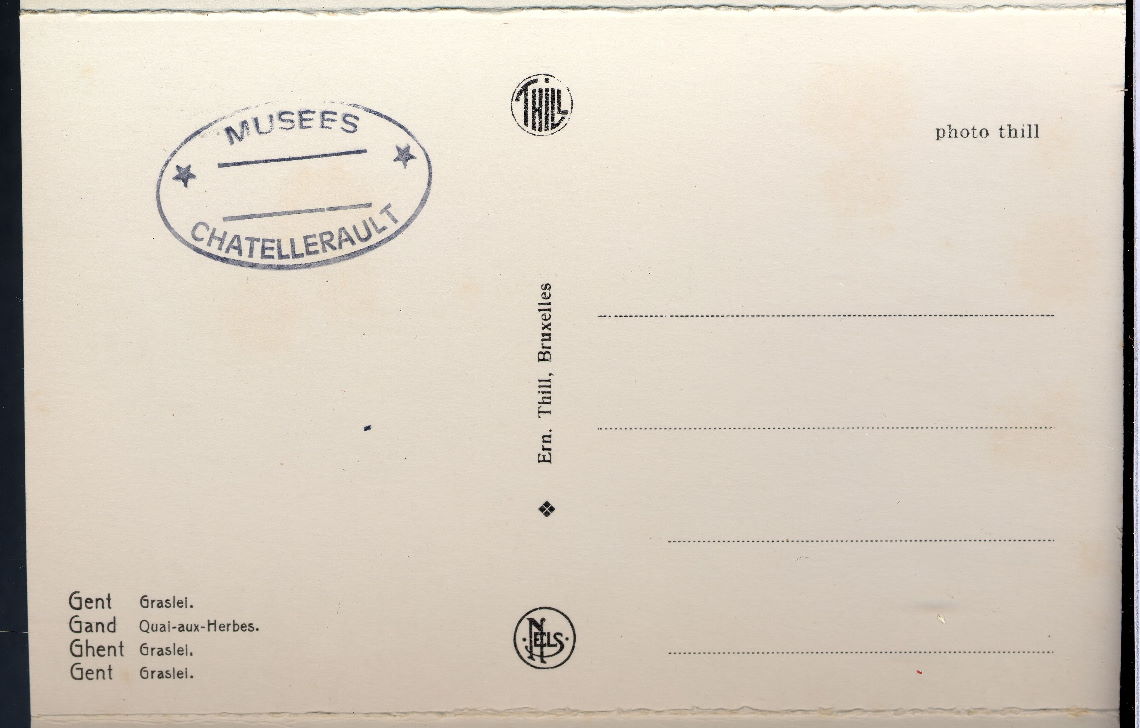 MUSEES
CHATELLERAULT
Gent Graslei.
Gand Quai-aux-Herbes.
Ghent Graslei.
Gent Graslei.
THILL
Ern. Thill, Bruxelles
NELS
photo thill